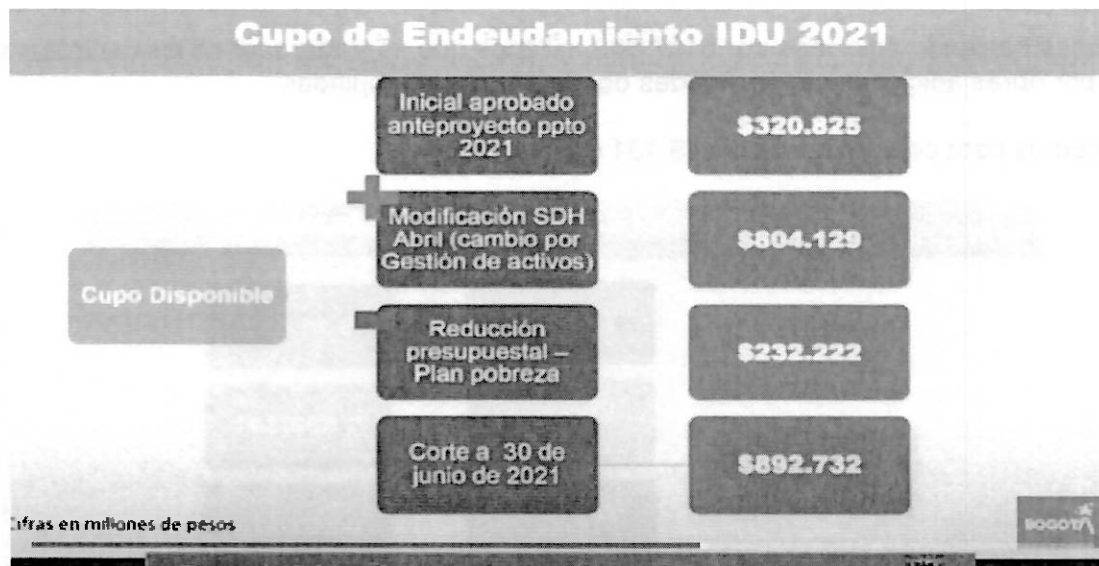 Cupo de Endeudamiento IDU 2021
Inicial aprobado
anteproyecto ppto
2021
$320.825
Modificación SDH
Abril (cambio por
Gestión de activos)
$804.129
Cupo Disponible
Reducción
presupuestal –
Plan pobreza
$232.222
Corte a 30 de
junio de 2021
$892.732
Cifras en millones de pesos
BOGOTÁ